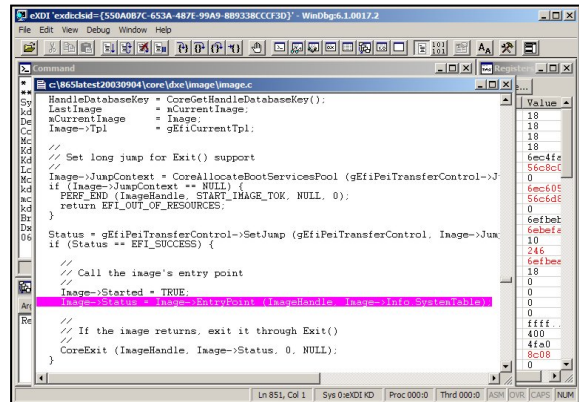 eXDI 'exdi:clsid={550A0B7C-653A-487E-99A9-8B9338CCCF3D}' - WinDbg:6.1.0017.2
File Edit View Debug Window Help
Command
c:\865latest20030904\core\dxe\image\image.c
HandleDatabaseKey = CoreGetHandleDatabaseKey();
LastImage = mCurrentImage;
mCurrentImage = Image;
Image->Tpl = gEfiCurrentTpl;
//
// Set long jump for Exit() support
//
Image->JumpContext = CoreAllocateBootServicesPool (gEfiPeiTransferControl->J
if (Image->JumpContext == NULL) {
PERF_END (ImageHandle, START_IMAGE_TOK, NULL, 0);
return EFI_OUT_OF_RESOURCES;
}
Status = gEfiPeiTransferControl->SetJump (gEfiPeiTransferControl, Image->Jum
if (Status == EFI_SUCCESS) {
//
// Call the image's entry point
//
Image->Started = TRUE;
Image->Status = Image->EntryPoint (ImageHandle, Image->Info.SystemTable)
//
// If the image returns, exit it through Exit()
//
CoreExit (ImageHandle, Image->Status, 0, NULL);
}
Value
18
18
18
18
6ec4fa
56c8c0
0
6ec609
56c6d8
0
6efbeb
6ebefa
10
246
6efbea
18
0
0
0
0
ffff
400
4fa0
8c08
0
Ln 851, Col 1 Sys 0:eXDI KD Proc 000:0 Thrd 000:0 ASM OVR CAPS NUM